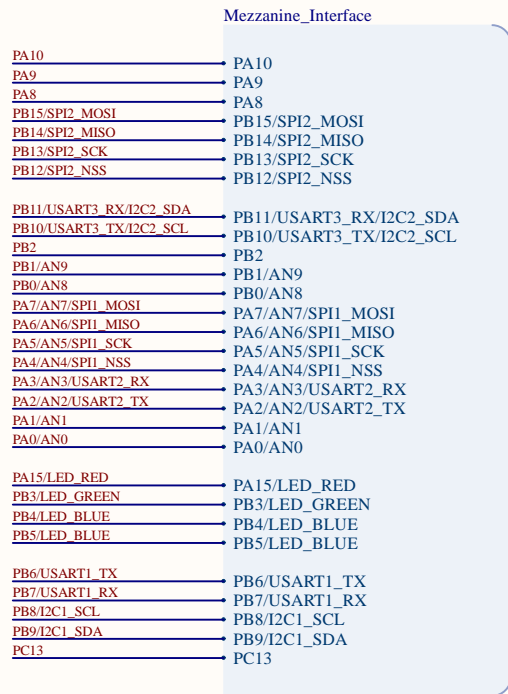 Mezzanine_Interface
PA10 PA10
PA9 PA9
PA8 PA8
PB15/SPI2_MOSI PB15/SPI2_MOSI
PB14/SPI2_MISO PB14/SPI2_MISO
PB13/SPI2_SCK PB13/SPI2_SCK
PB12/SPI2_NSS PB12/SPI2_NSS
PB11/USART3_RX/I2C2_SDA PB11/USART3_RX/I2C2_SDA
PB10/USART3_TX/I2C2_SCL PB10/USART3_TX/I2C2_SCL
PB2 PB2
PB1/AN9 PB1/AN9
PB0/AN8 PB0/AN8
PA7/AN7/SPI1_MOSI PA7/AN7/SPI1_MOSI
PA6/AN6/SPI1_MISO PA6/AN6/SPI1_MISO
PA5/AN5/SPI1_SCK PA5/AN5/SPI1_SCK
PA4/AN4/SPI1_NSS PA4/AN4/SPI1_NSS
PA3/AN3/USART2_RX PA3/AN3/USART2_RX
PA2/AN2/USART2_TX PA2/AN2/USART2_TX
PA1/AN1 PA1/AN1
PA0/AN0 PA0/AN0
PA15/LED_RED PA15/LED_RED
PB3/LED_GREEN PB3/LED_GREEN
PB4/LED_BLUE PB4/LED_BLUE
PB5/LED_BLUE PB5/LED_BLUE
PB6/USART1_TX PB6/USART1_TX
PB7/USART1_RX PB7/USART1_RX
PB8/I2C1_SCL PB8/I2C1_SCL
PB9/I2C1_SDA PB9/I2C1_SDA
PC13 PC13